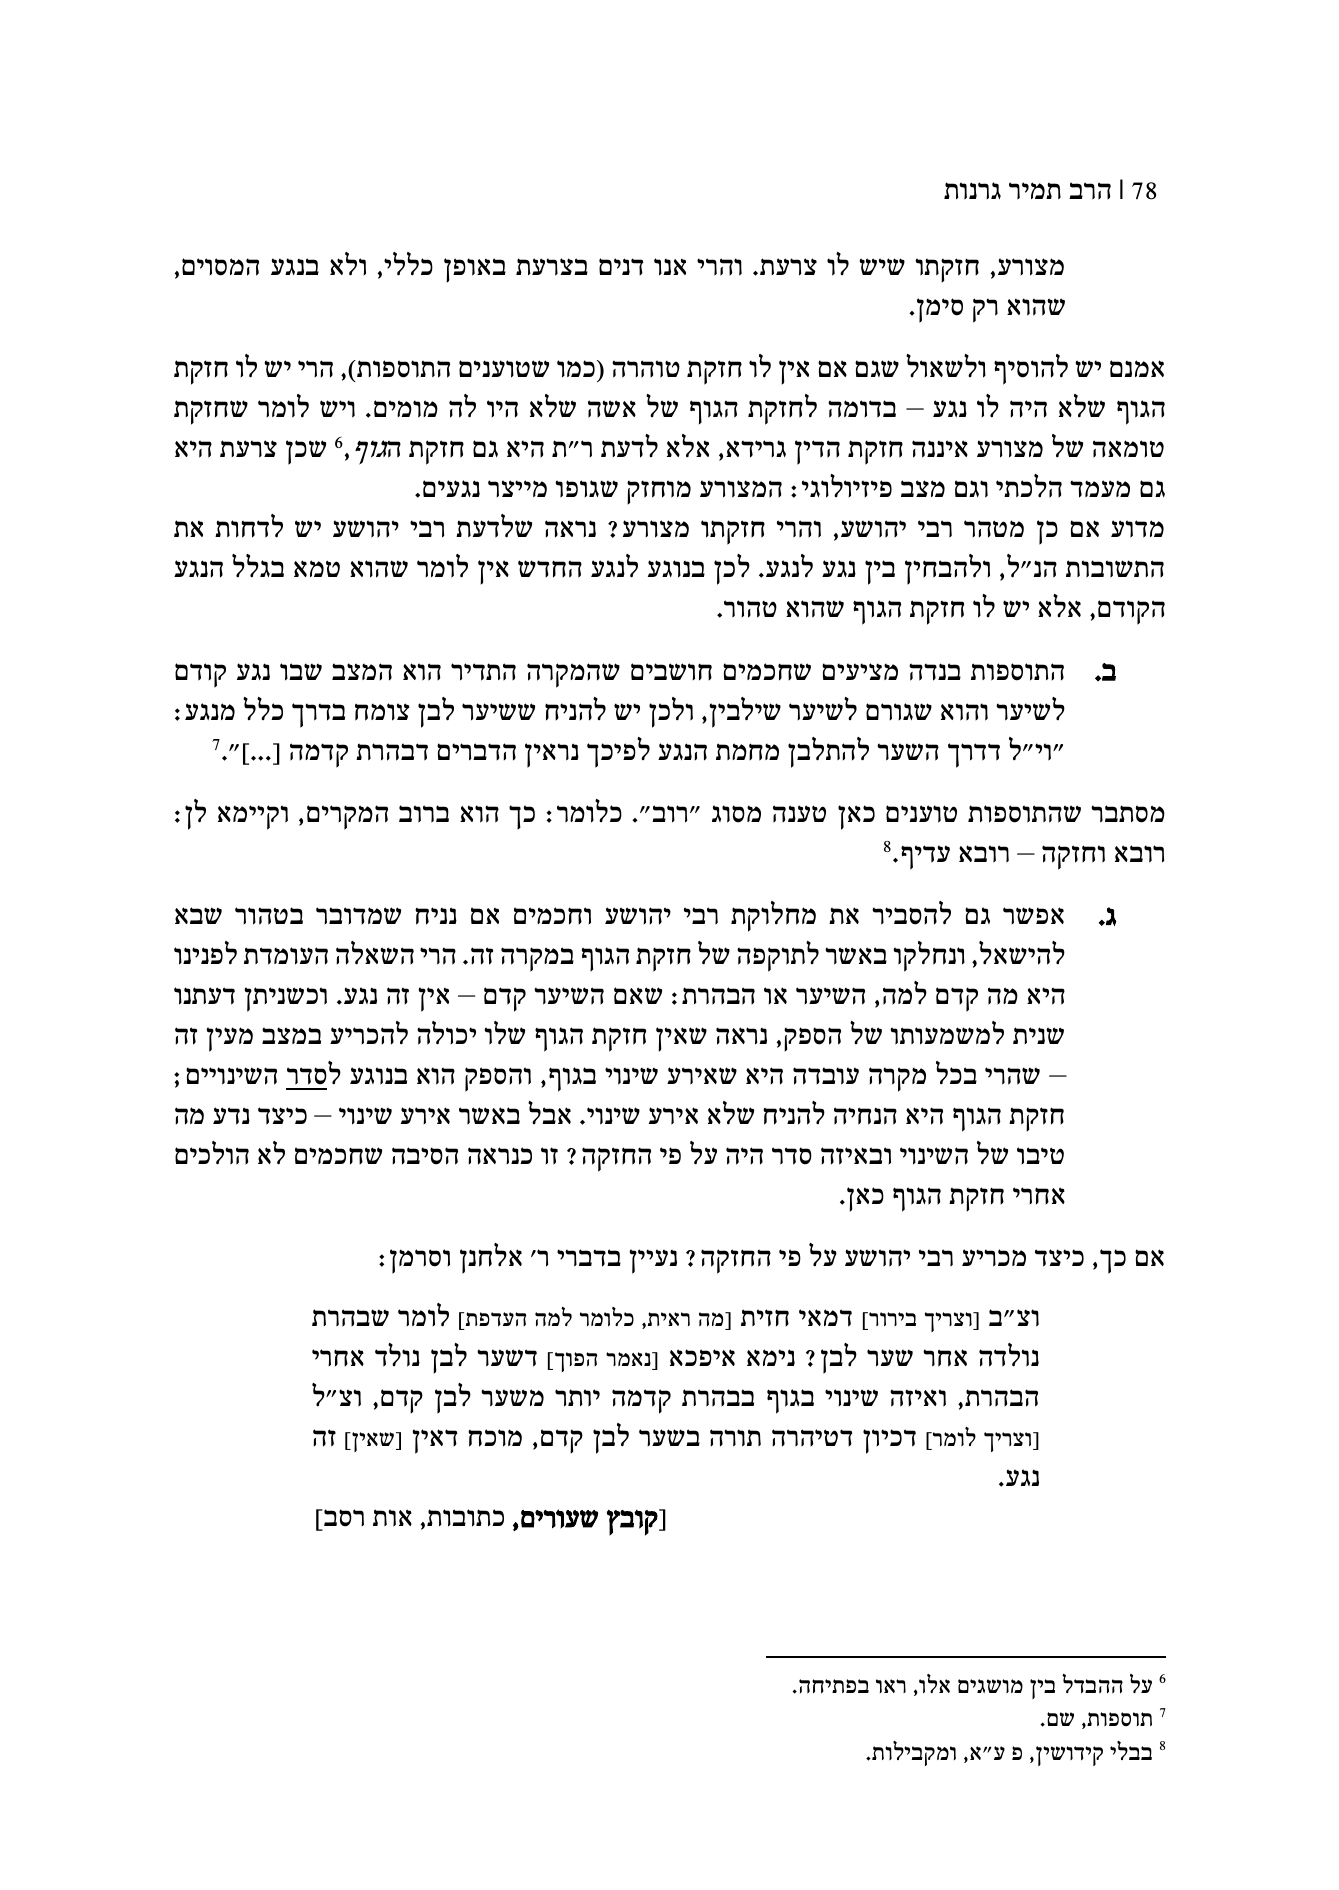 78 | הרב תמיר גרנות
מצורע, חזקתו שיש לו צרעת. והרי אנו דנים בצרעת באופן כללי, ולא בנגע המסוים,
שהוא רק סימן.
אמנם יש להוסיף ולשאול שגם אם אין לו חזקת טוהרה (כמו שטוענים התוספות), הרי יש לו חזקת
הגוף שלא היה לו נגע – בדומה לחזקת הגוף של אשה שלא היו לה מומים. ויש לומר שחזקת
טומאה של מצורע איננה חזקת הדין גרידא, אלא לדעת ר״ת היא גם חזקת הגוף,6 שכן צרעת היא
גם מעמד הלכתי וגם מצב פיזיולוגי: המצורע מוחזק שגופו מייצר נגעים.
מדוע אם כן מטהר רבי יהושע, והרי חזקתו מצורע? נראה שלדעת רבי יהושע יש לדחות את
התשובות הנ״ל, ולהבחין בין נגע לנגע. לכן בנוגע לנגע החדש אין לומר שהוא טמא בגלל הנגע
הקודם, אלא יש לו חזקת הגוף שהוא טהור.
ב. התוספות בנדה מציעים שחכמים חושבים שהמקרה התדיר הוא המצב שבו נגע קודם
לשיער והוא שגורם לשיער שילבין, ולכן יש להניח ששיער לבן צומח בדרך כלל מנגע:
״וי״ל דדרך השער להתלבן מחמת הנגע לפיכך נראין הדברים דבהרת קדמה [...]״.7
מסתבר שהתוספות טוענים כאן טענה מסוג ״רוב״. כלומר: כך הוא ברוב המקרים, וקיימא לן:
רובא וחזקה – רובא עדיף.8
ג. אפשר גם להסביר את מחלוקת רבי יהושע וחכמים אם נניח שמדובר בטהור שבא
להישאל, ונחלקו באשר לתוקפה של חזקת הגוף במקרה זה. הרי השאלה העומדת לפנינו
היא מה קדם למה, השיער או הבהרת: שאם השיער קדם – אין זה נגע. וכשניתן דעתנו
שנית למשמעותו של הספק, נראה שאין חזקת הגוף שלו יכולה להכריע במצב מעין זה
– שהרי בכל מקרה עובדה היא שאירע שינוי בגוף, והספק הוא בנוגע לסדר השינויים;
חזקת הגוף היא הנחיה להניח שלא אירע שינוי. אבל באשר אירע שינוי – כיצד נדע מה
טיבו של השינוי ובאיזה סדר היה על פי החזקה? זו כנראה הסיבה שחכמים לא הולכים
אחרי חזקת הגוף כאן.
אם כך, כיצד מכריע רבי יהושע על פי החזקה? נעיין בדברי ר׳ אלחנן וסרמן:
וצ״ב [וצריך בירור] דמאי חזית [מה ראית, כלומר למה העדפת] לומר שבהרת
נולדה אחר שער לבן? נימא איפכא [נאמר הפוך] דשער לבן נולד אחרי
הבהרת, ואיזה שינוי בגוף בבהרת קדמה יותר משער לבן קדם, וצ״ל
[וצריך לומר] דכיון דטיהרה תורה בשער לבן קדם, מוכח דאין [שאין] זה
נגע.
[קובץ שעורים, כתובות, אות רסב]
6 על ההבדל בין מושגים אלו, ראו בפתיחה.
7 תוספות, שם.
8 בבלי קידושין, פ ע״א, ומקבילות.